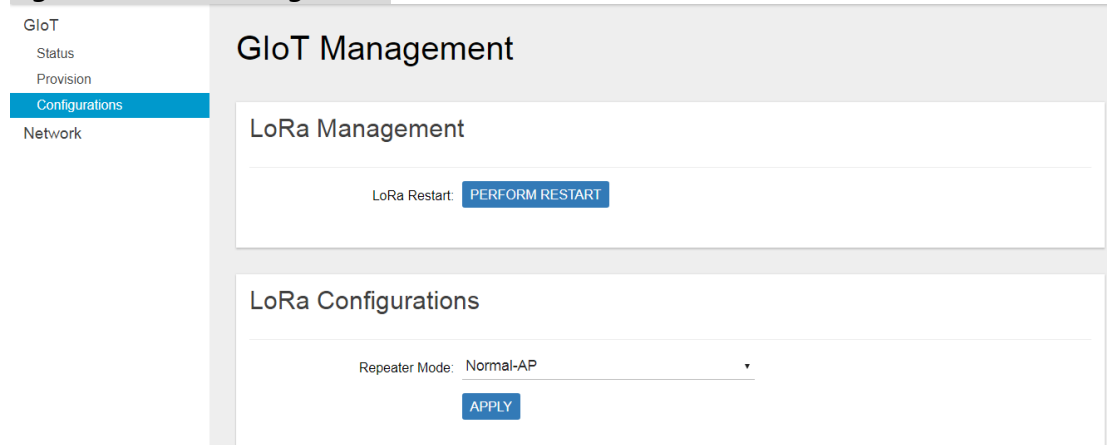 GIoT
Status
Provision
Configurations
Network
GIoT Management
LoRa Management
LoRa Restart: PERFORM RESTART
LoRa Configurations
Repeater Mode: Normal-AP
APPLY